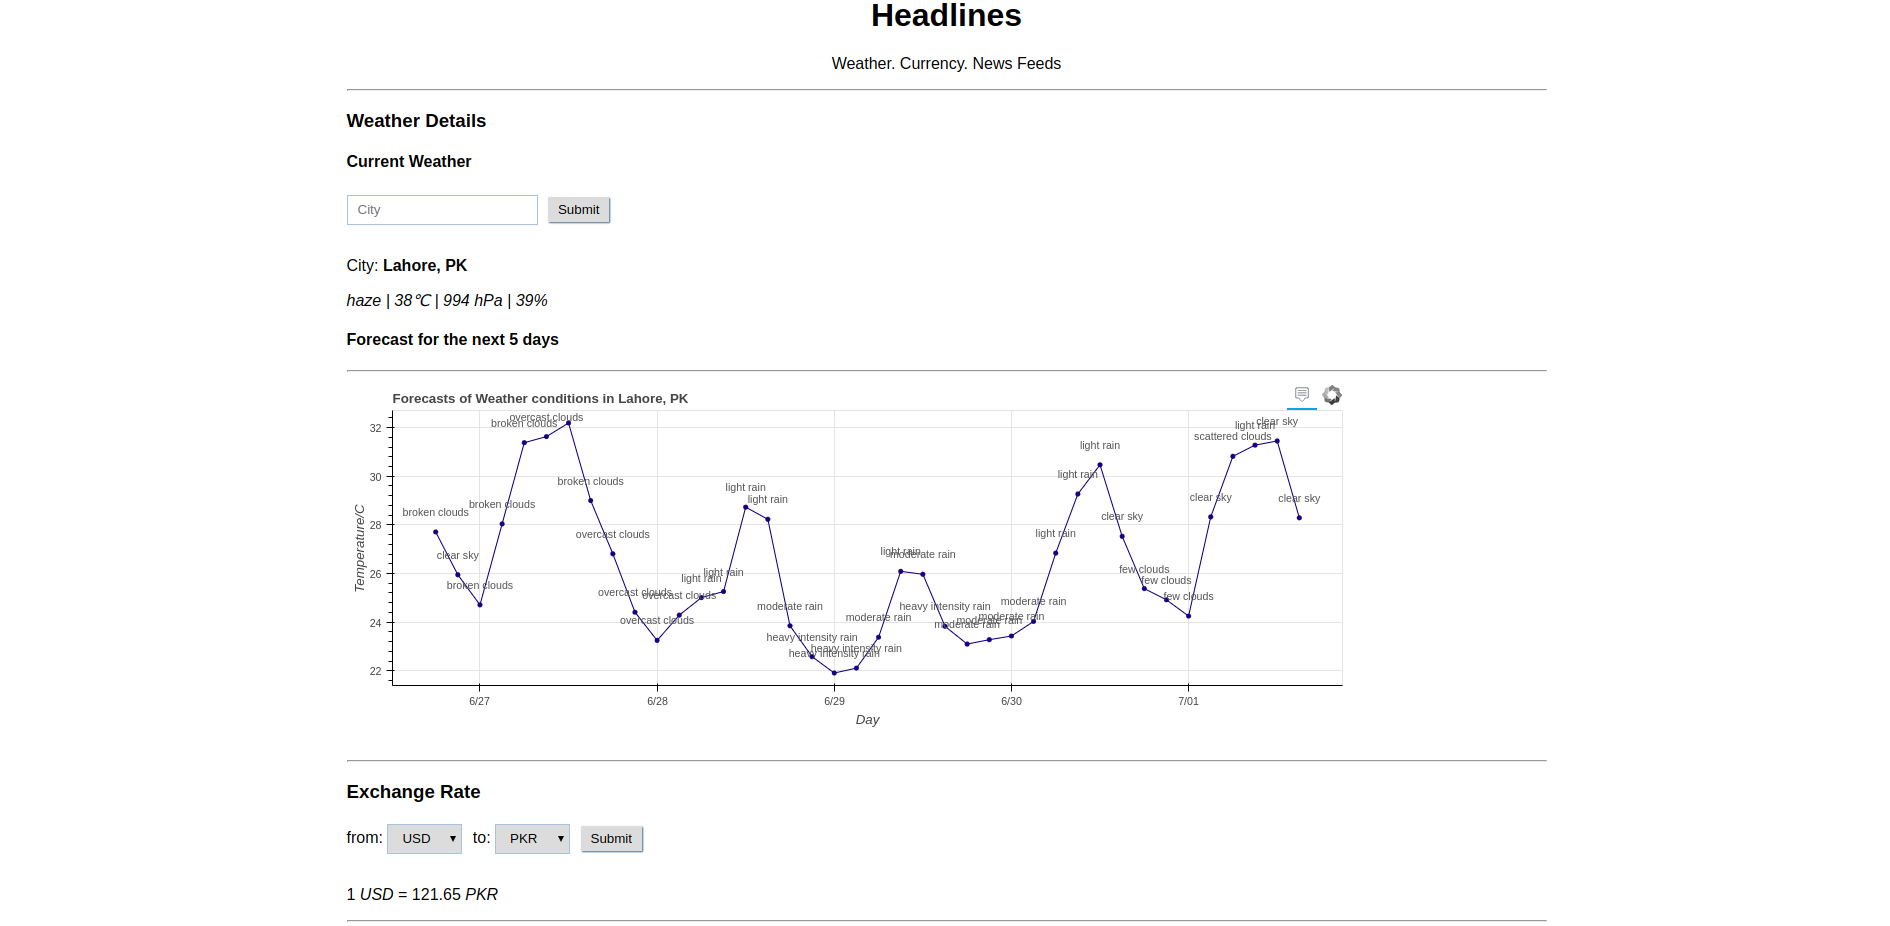 Headlines
Weather. Currency. News Feeds
Weather Details
Current Weather
City
Submit
City: Lahore, PK
haze | 38℃ | 994 hPa | 39%
Forecast for the next 5 days
Forecasts of Weather conditions in Lahore, PK
Temperature/C
32
30
28
26
24
22
broken clouds
clear sky
broken clouds
broken clouds
broken clouds
overcast clouds
broken clouds
overcast clouds
overcast clouds
overcast clouds
overcast clouds
light rain
light rain
light rain
light rain
moderate rain
heavy intensity rain
heavy intensity rain
heavy intensity rain
moderate rain
light rain
moderate rain
heavy intensity rain
moderate rain
moderate rain
moderate rain
moderate rain
light rain
light rain
light rain
clear sky
few clouds
few clouds
few clouds
clear sky
scattered clouds
light rain
clear sky
clear sky
6/27
6/28
6/29
6/30
7/01
Day
Exchange Rate
from: USD to: PKR Submit
1 USD = 121.65 PKR